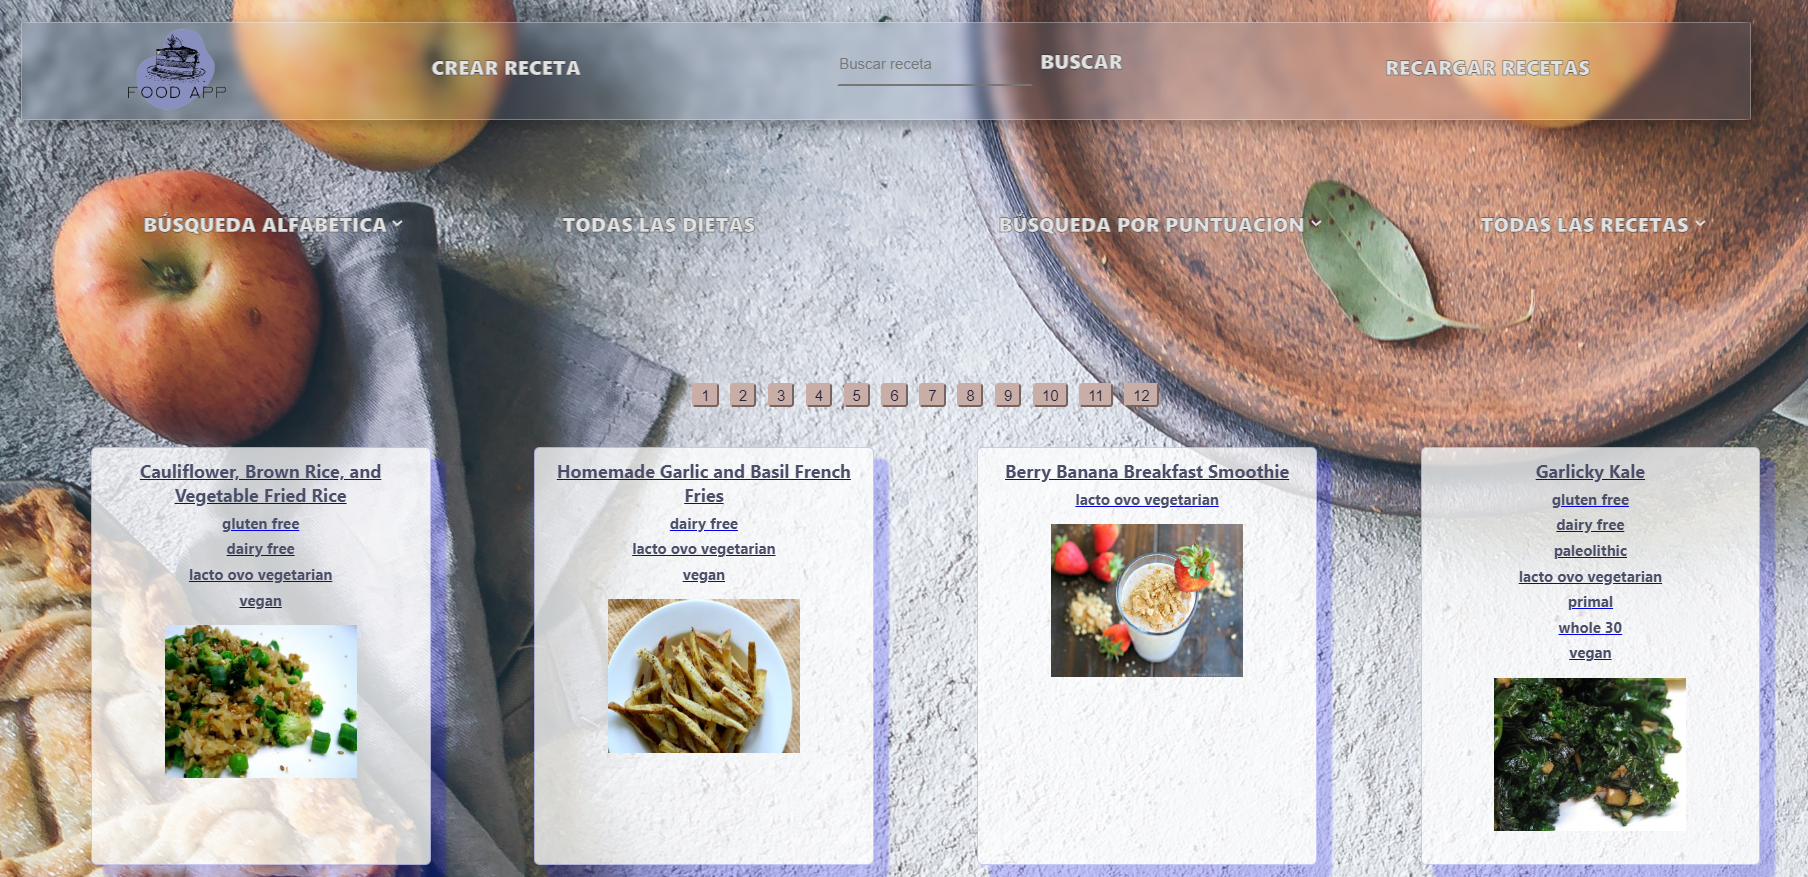 FOOD APP
CREAR RECETA
Buscar receta
BUSCAR
RECARGAR RECETAS
BÚSQUEDA ALFABETICA
TODAS LAS DIETAS
BÚSQUEDA POR PUNTUACION
TODAS LAS RECETAS
1 2 3 4 5 6 7 8 9 10 11 12
Cauliflower, Brown Rice, and
Vegetable Fried Rice
gluten free
dairy free
lacto ovo vegetarian
vegan
Homemade Garlic and Basil French
Fries
dairy free
lacto ovo vegetarian
vegan
Berry Banana Breakfast Smoothie
lacto ovo vegetarian
Garlicky Kale
gluten free
dairy free
paleolithic
lacto ovo vegetarian
primal
whole 30
vegan